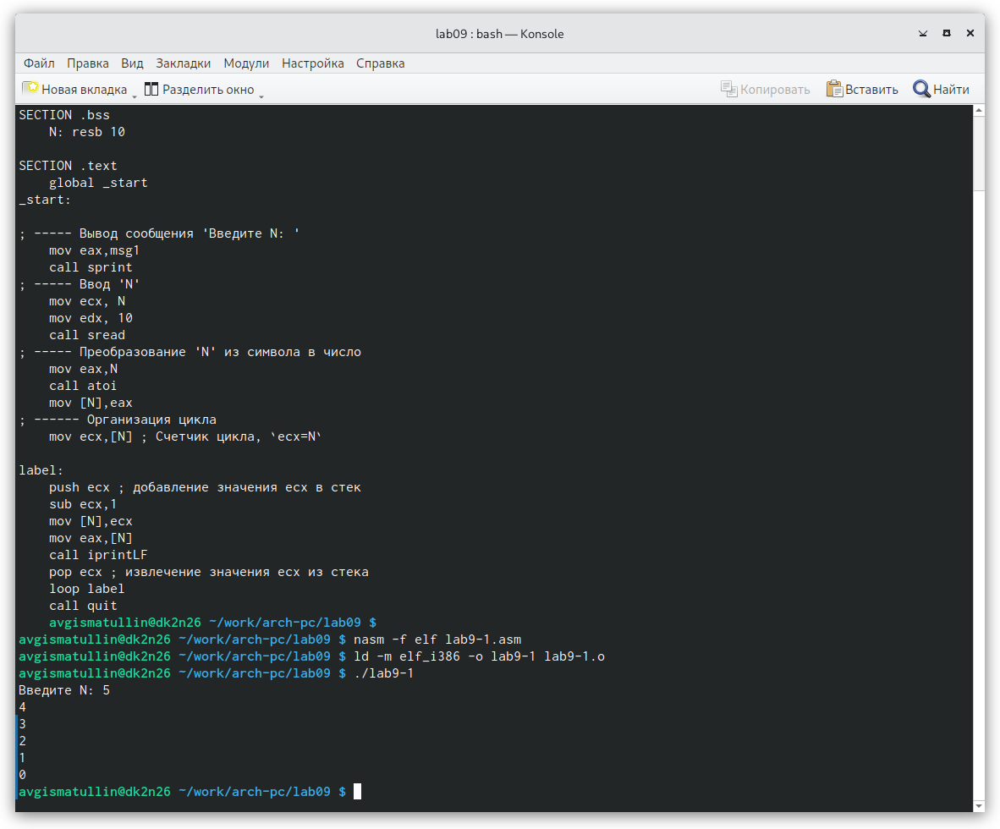 lab09 : bash — Konsole
Файл Правка Вид Закладки Модули Настройка Справка
Новая вкладка Разделить окно Копировать Вставить Найти
SECTION .bss
    N: resb 10

SECTION .text
    global _start
_start:

; ----- Вывод сообщения 'Введите N: '
    mov eax,msg1
    call sprint
; ----- Ввод 'N'
    mov ecx, N
    mov edx, 10
    call sread
; ----- Преобразование 'N' из символа в число
    mov eax,N
    call atoi
    mov [N],eax
; ------ Организация цикла
    mov ecx,[N] ; Счетчик цикла, `ecx=N`

label:
    push ecx ; добавление значения ecx в стек
    sub ecx,1
    mov [N],ecx
    mov eax,[N]
    call iprintLF
    pop ecx ; извлечение значения ecx из стека
    loop label
    call quit
    avgismatullin@dk2n26 ~/work/arch-pc/lab09 $
avgismatullin@dk2n26 ~/work/arch-pc/lab09 $ nasm -f elf lab9-1.asm
avgismatullin@dk2n26 ~/work/arch-pc/lab09 $ ld -m elf_i386 -o lab9-1 lab9-1.o
avgismatullin@dk2n26 ~/work/arch-pc/lab09 $ ./lab9-1
Введите N: 5
4
3
2
1
0
avgismatullin@dk2n26 ~/work/arch-pc/lab09 $